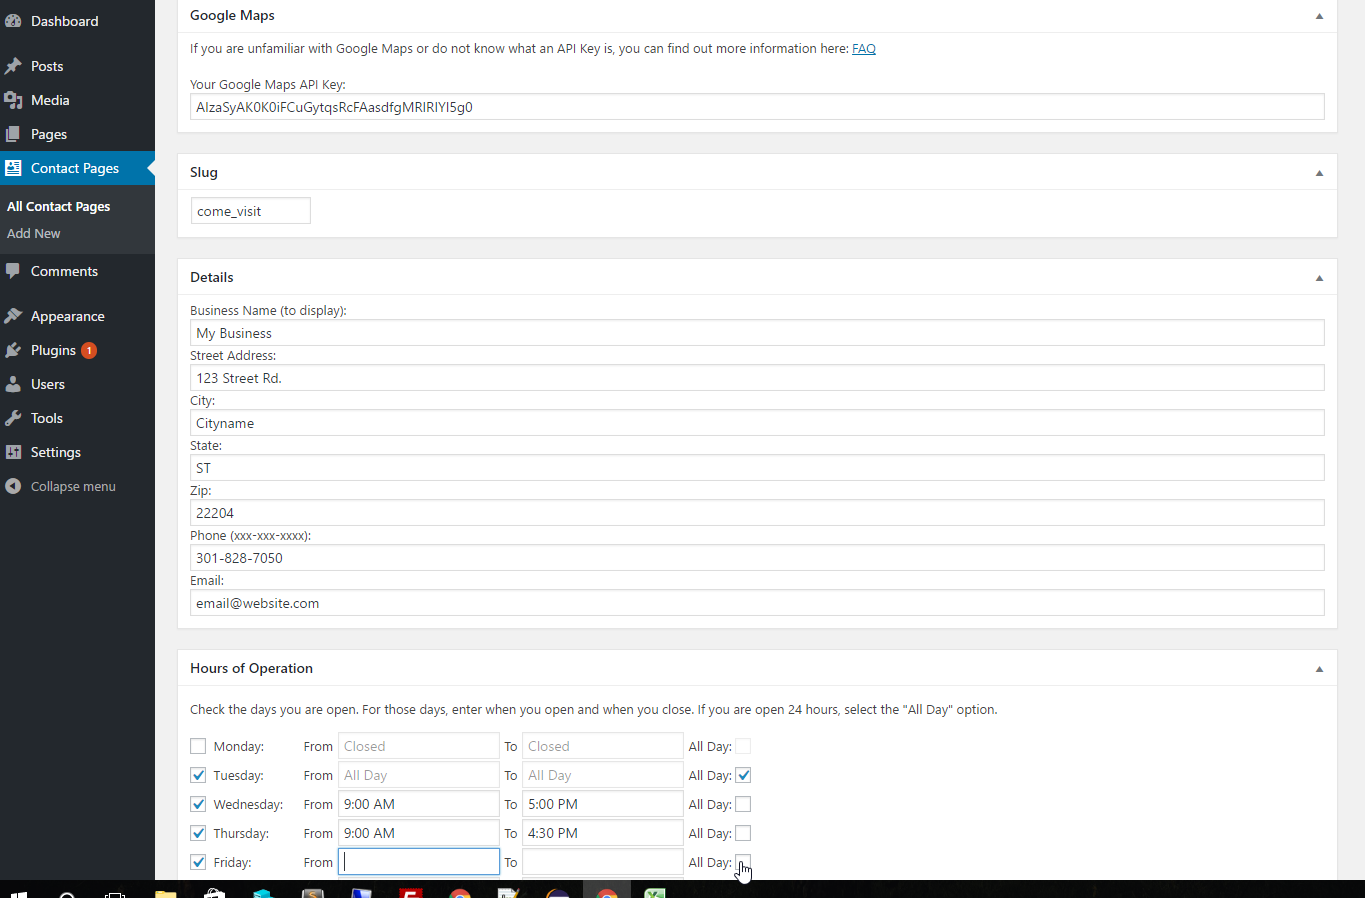 Dashboard
Posts
Media
Pages
Contact Pages
All Contact Pages
Add New
Comments
Appearance
Plugins 1
Users
Tools
Settings
Collapse menu
Google Maps
If you are unfamiliar with Google Maps or do not know what an API Key is, you can find out more information here: FAQ
Your Google Maps API Key:
AIzaSyAK0K0iFCuGytqsRcFAasdfgMRIRIYI5g0
Slug
come_visit
Details
Business Name (to display):
My Business
Street Address:
123 Street Rd.
City:
Cityname
State:
ST
Zip:
22204
Phone (xxx-xxx-xxxx):
301-828-7050
Email:
email@website.com
Hours of Operation
Check the days you are open. For those days, enter when you open and when you close. If you are open 24 hours, select the "All Day" option.
Monday: From Closed To Closed All Day:
Tuesday: From All Day To All Day All Day:
Wednesday: From 9:00 AM To 5:00 PM All Day:
Thursday: From 9:00 AM To 4:30 PM All Day:
Friday: From To All Day: